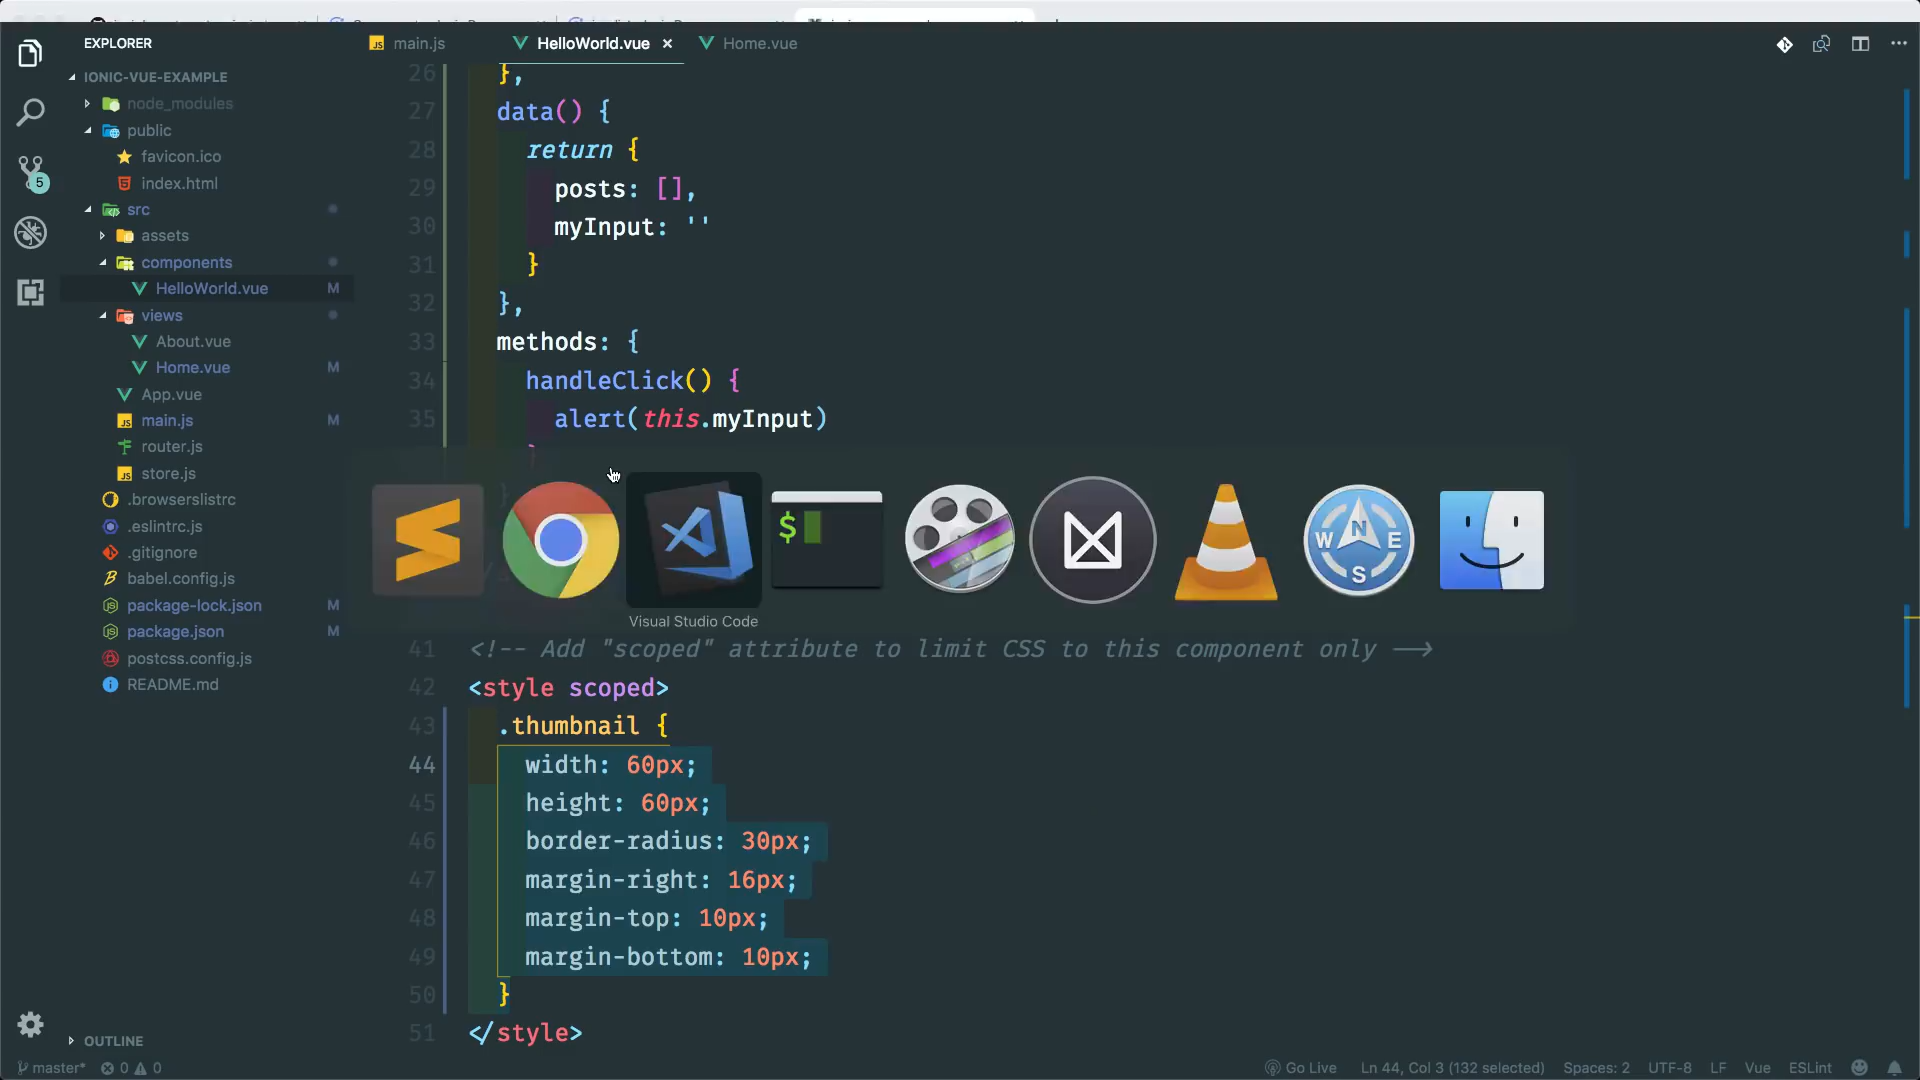 EXPLORER
main.js
HelloWorld.vue ×
Home.vue
IONIC-VUE-EXAMPLE
node_modules
public
favicon.ico
index.html
src
assets
components
HelloWorld.vue M
views
About.vue
Home.vue M
App.vue
main.js M
router.js
store.js
.browserslistrc
.eslintrc.js
.gitignore
babel.config.js
package-lock.json M
package.json M
postcss.config.js
README.md
OUTLINE
5
26 },
27 data() {
28 return {
29 posts: [],
30 myInput: ''
31 }
32 },
33 methods: {
34 handleClick() {
35 alert(this.myInput)
}
$
N
W E
S
Visual Studio Code
41 <!-- Add "scoped" attribute to limit CSS to this component only -->
42 <style scoped>
43 .thumbnail {
44 width: 60px;
45 height: 60px;
46 border-radius: 30px;
47 margin-right: 16px;
48 margin-top: 10px;
49 margin-bottom: 10px;
50 }
51 </style>
master* 0 0
Go Live
Ln 44, Col 3 (132 selected)
Spaces: 2
UTF-8
LF
Vue
ESLint